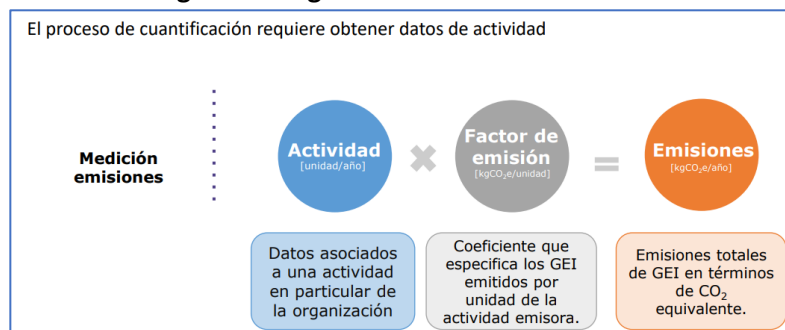 El proceso de cuantificación requiere obtener datos de actividad
Medición
emisiones
Actividad
[unidad/año]
Factor de
emisión
[kgCO₂e/unidad]
=
Emisiones
[kgCO₂e/año]
Datos asociados
a una actividad
en particular de
la organización
Coeficiente que
especifica los GEI
emitidos por
unidad de la
actividad emisora.
Emisiones totales
de GEI en términos
de CO₂
equivalente.